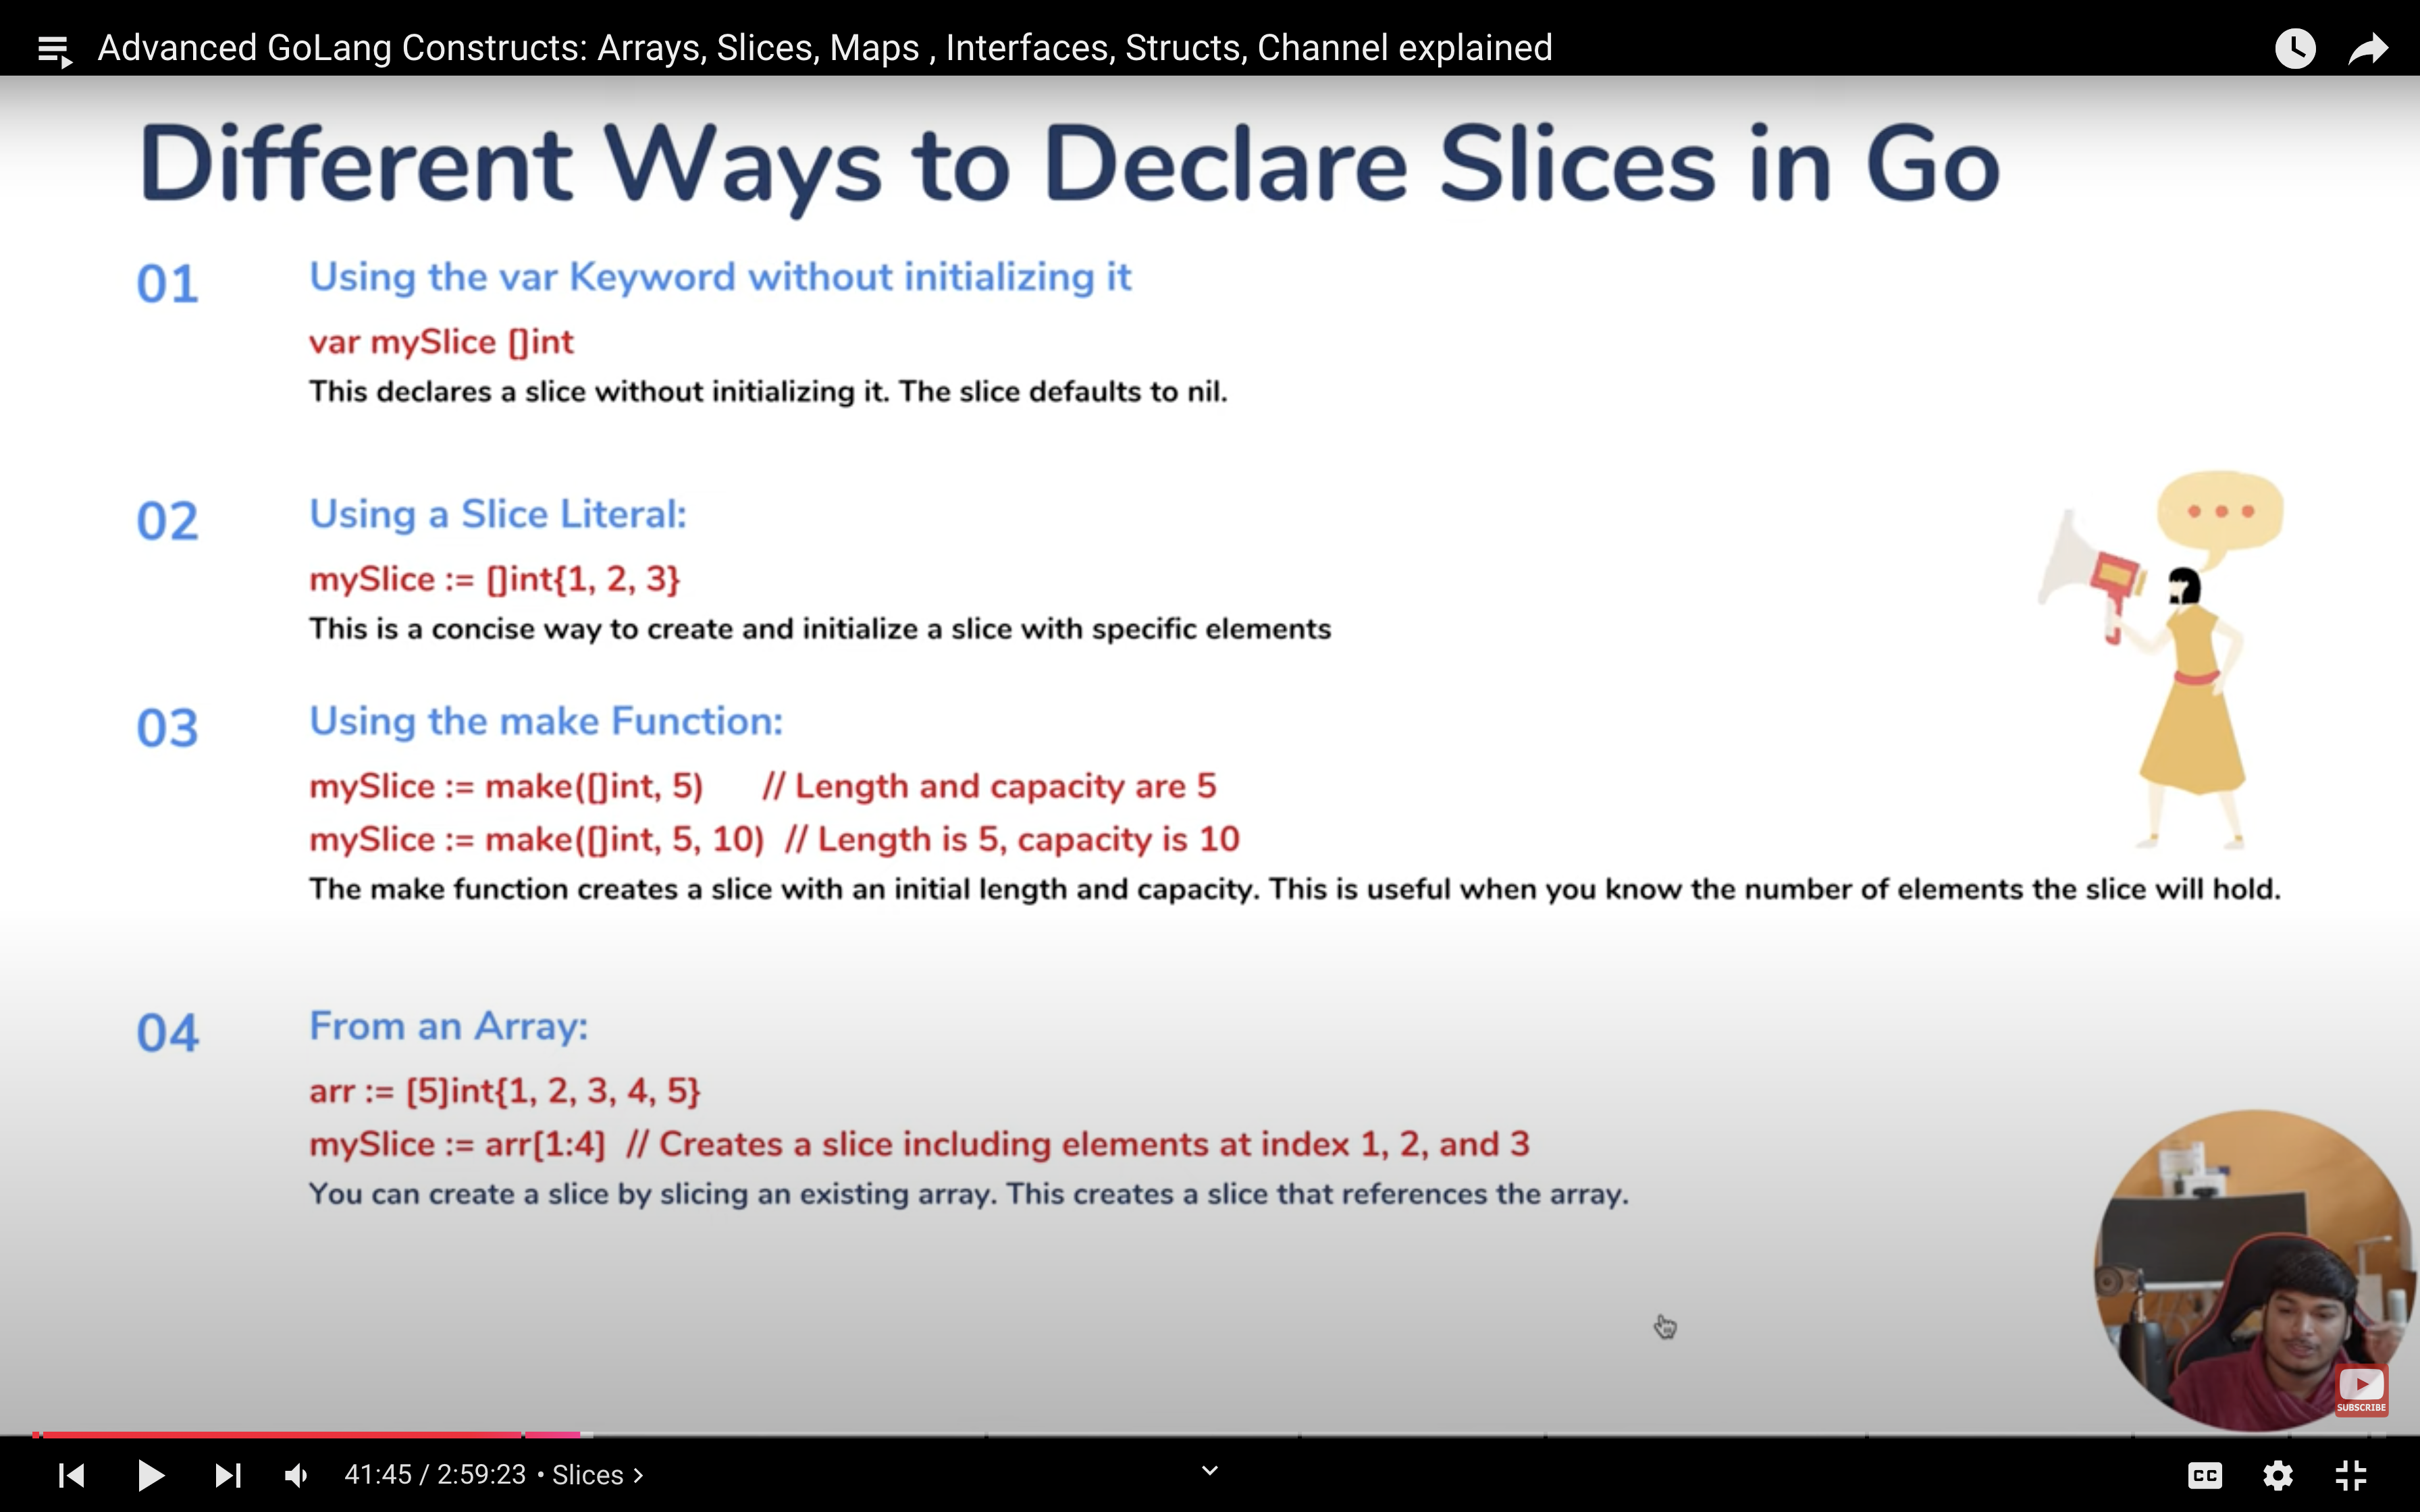 Advanced GoLang Constructs: Arrays, Slices, Maps , Interfaces, Structs, Channel explained
Different Ways to Declare Slices in Go
01
Using the var Keyword without initializing it
var mySlice []int
This declares a slice without initializing it. The slice defaults to nil.
02
Using a Slice Literal:
mySlice := []int{1, 2, 3}
This is a concise way to create and initialize a slice with specific elements
03
Using the make Function:
mySlice := make([]int, 5) // Length and capacity are 5
mySlice := make([]int, 5, 10) // Length is 5, capacity is 10
The make function creates a slice with an initial length and capacity. This is useful when you know the number of elements the slice will hold.
04
From an Array:
arr := [5]int{1, 2, 3, 4, 5}
mySlice := arr[1:4] // Creates a slice including elements at index 1, 2, and 3
You can create a slice by slicing an existing array. This creates a slice that references the array.
SUBSCRIBE
41:45 / 2:59:23 • Slices >
CC